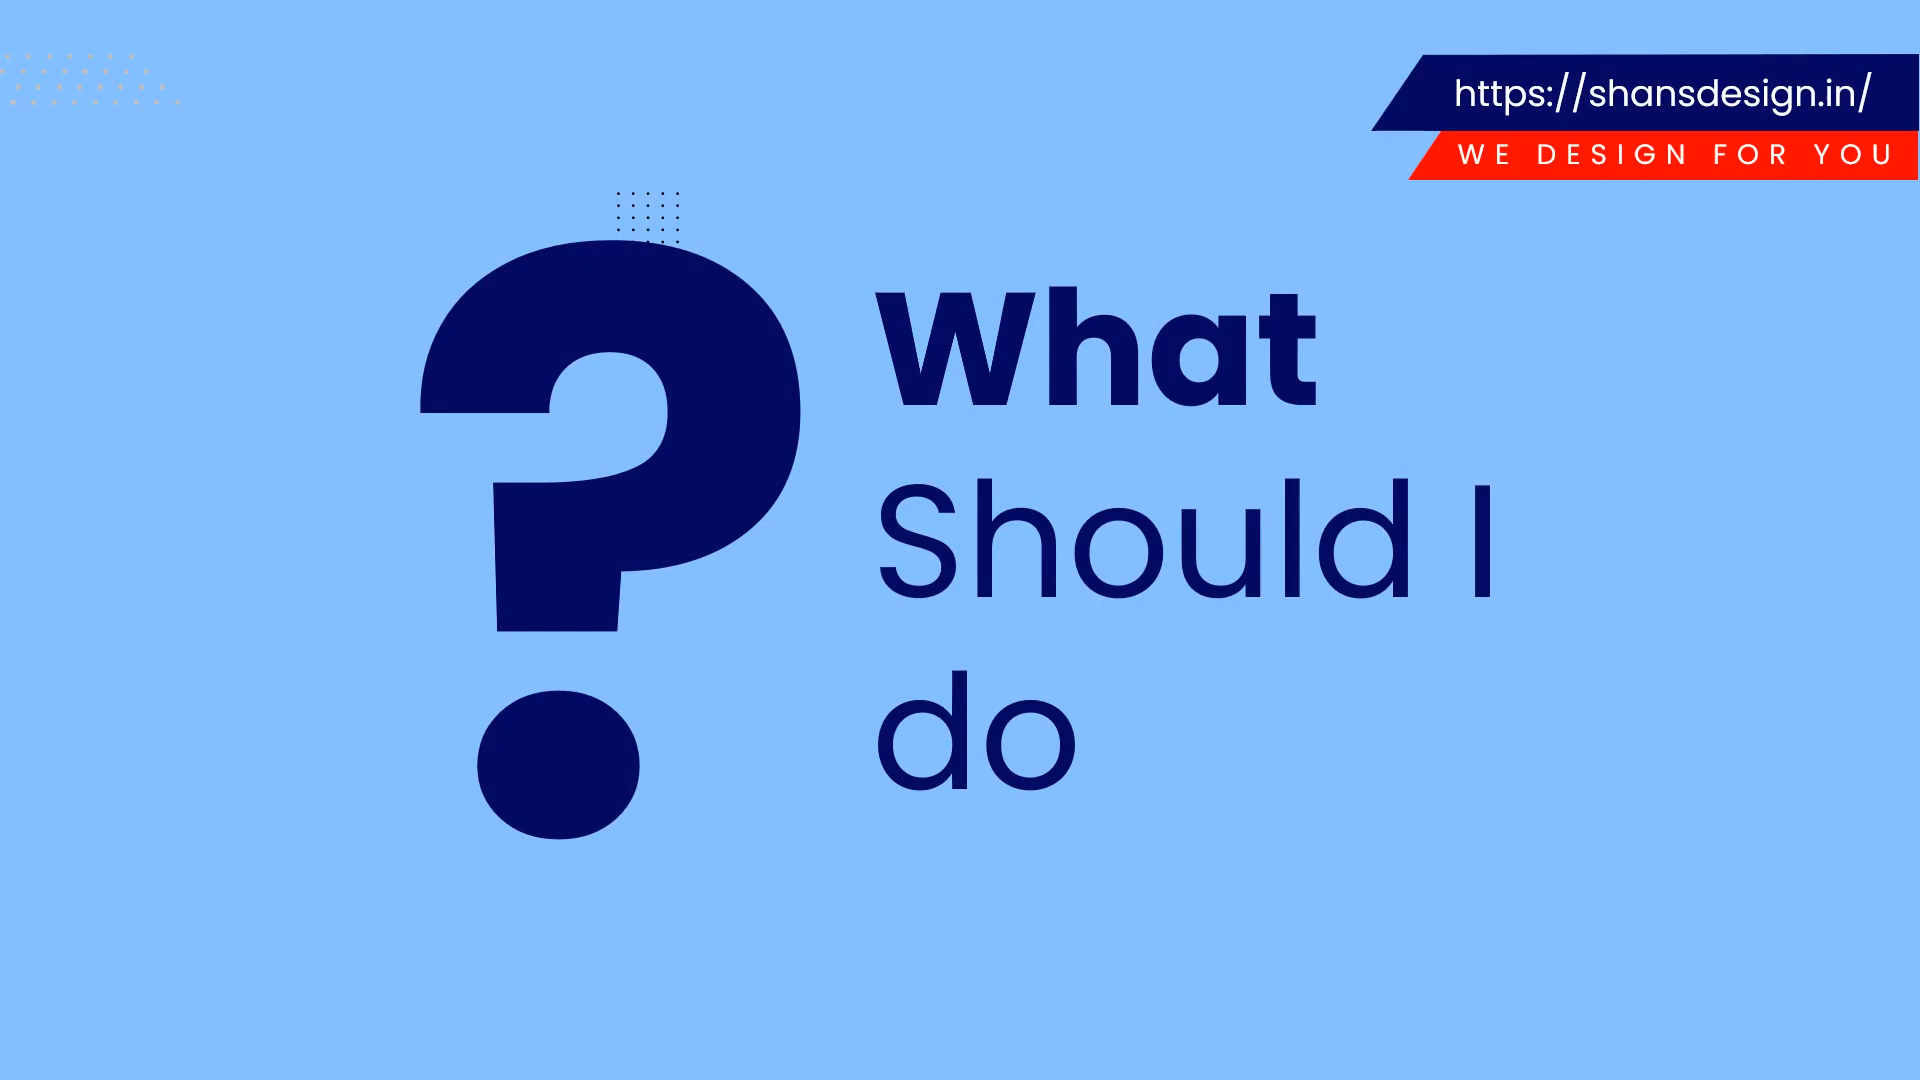 https://shansdesign.in/
WE DESIGN FOR YOU
?
What
Should I
do